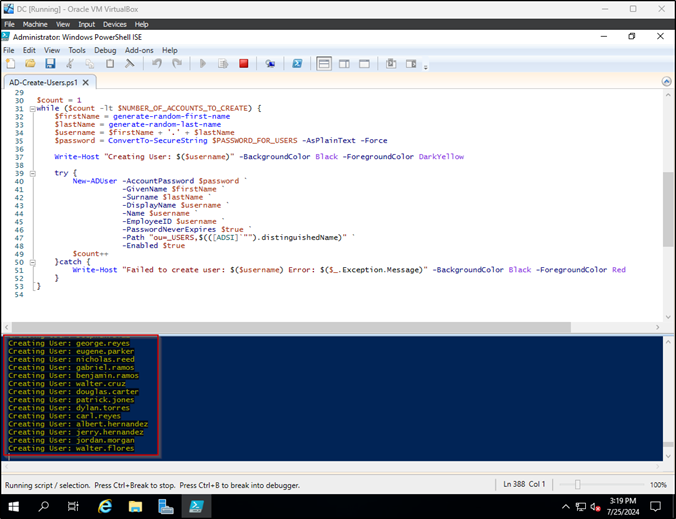 DC [Running] - Oracle VM VirtualBox
File Machine View Input Devices Help
Administrator: Windows PowerShell ISE
File Edit View Tools Debug Add-ons Help
AD-Create-Users.ps1
29
30 $count = 1
31 while ($count -lt $NUMBER_OF_ACCOUNTS_TO_CREATE) {
32 $firstName = generate-random-first-name
33 $lastName = generate-random-last-name
34 $username = $firstName + '.' + $lastName
35 $password = ConvertTo-SecureString $PASSWORD_FOR_USERS -AsPlainText -Force
36
37 Write-Host "Creating User: $($username)" -BackgroundColor Black -ForegroundColor DarkYellow
38
39 try {
40 New-ADUser -AccountPassword $password `
41 -GivenName $firstName `
42 -Surname $lastName `
43 -DisplayName $username `
44 -Name $username `
45 -EmployeeID $username `
46 -PasswordNeverExpires $true `
47 -Path "ou=_USERS,$(([ADSI]`"").distinguishedName)" `
48 -Enabled $true
49 $count++
50 }catch {
51 Write-Host "Failed to create user: $($username) Error: $($_.Exception.Message)" -BackgroundColor Black -ForegroundColor Red
52 }
53 }
54
Creating User: george.reyes
Creating User: eugene.parker
Creating User: nicholas.reed
Creating User: gabriel.ramos
Creating User: benjamin.ramos
Creating User: walter.cruz
Creating User: douglas.carter
Creating User: patrick.jones
Creating User: dylan.torres
Creating User: carl.reyes
Creating User: albert.hernandez
Creating User: jerry.hernandez
Creating User: jordan.morgan
Creating User: walter.flores
Running script / selection. Press Ctrl+Break to stop. Press Ctrl+B to break into debugger.
Ln 388 Col 1
100%
3:19 PM
7/25/2024